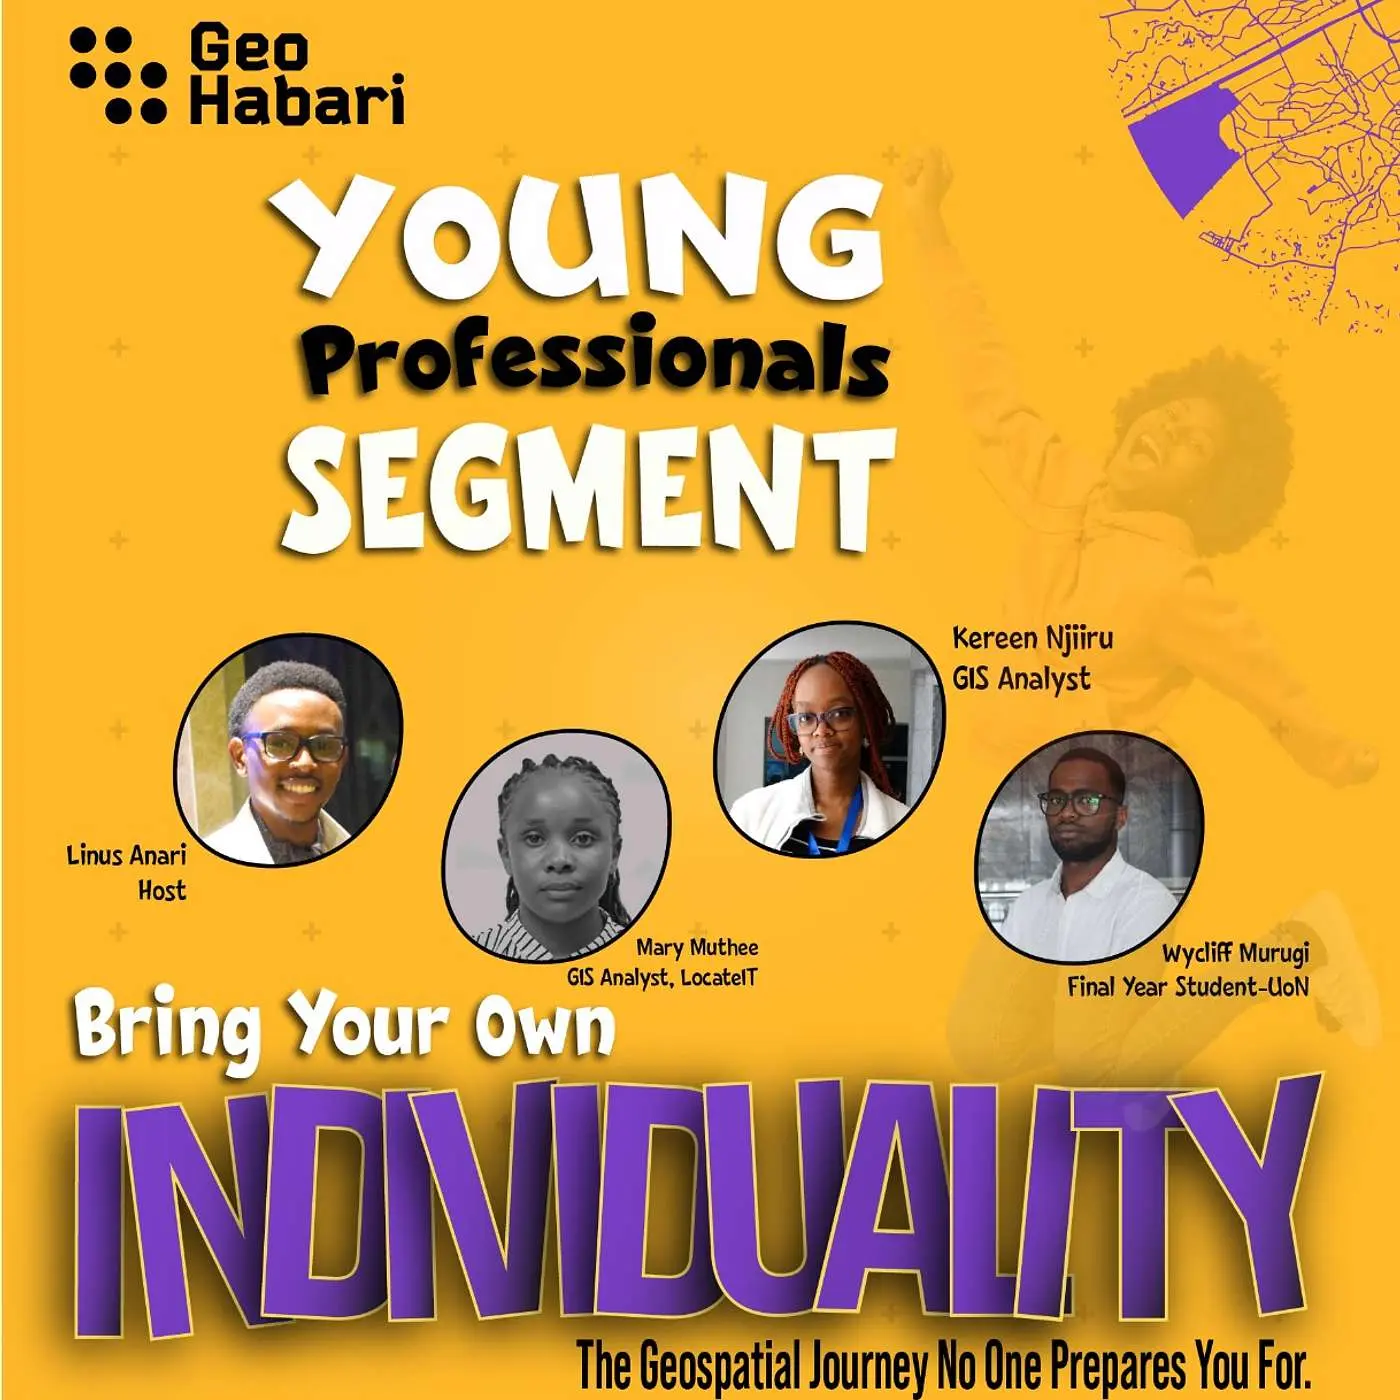 Geo
Habari
YOUNG
Professionals
SEGMENT
Kereen Njiiru
GIS Analyst
Linus Anari
Host
Mary Muthee
GIS Analyst, LocateIT
Wycliff Murugi
Final Year Student-UoN
Bring Your Own
INDIVIDUALITY
The Geospatial Journey No One Prepares You For.